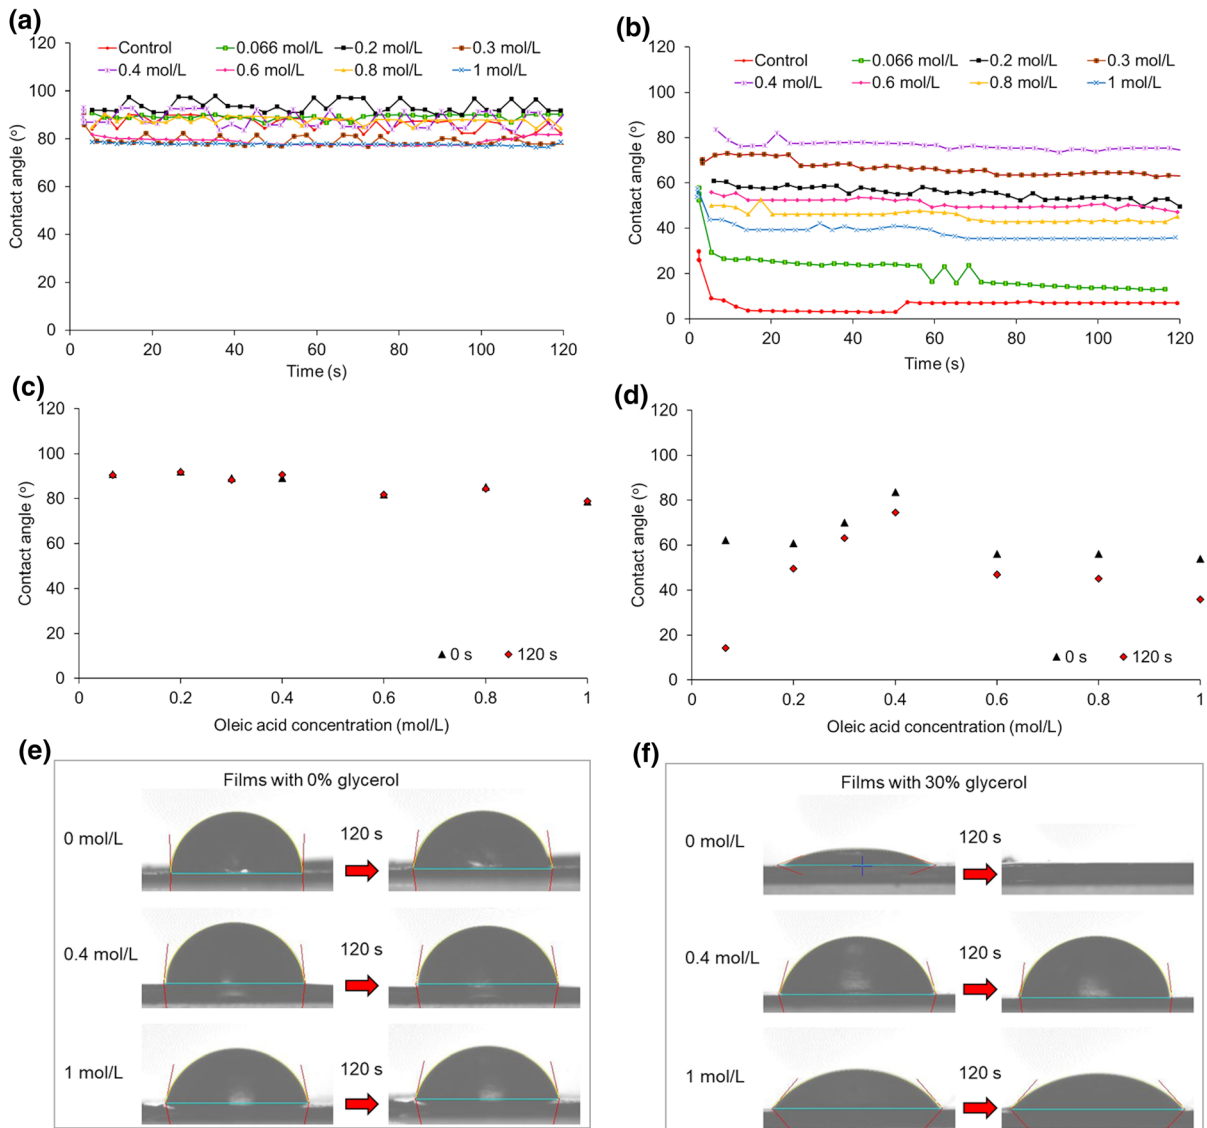 (a)
120
Control
0.066 mol/L
0.2 mol/L
0.3 mol/L
0.4 mol/L
0.6 mol/L
0.8 mol/L
1 mol/L
100
80
60
40
20
0
Contact angle (º)
0 20 40 60 80 100 120
Time (s)
(b)
120
Control
0.066 mol/L
0.2 mol/L
0.3 mol/L
0.4 mol/L
0.6 mol/L
0.8 mol/L
1 mol/L
100
80
60
40
20
0
Contact angle (º)
20 40 60 80 100 120
Time (s)
(c)
120
100
80
60
40
20
0
Contact angle (º)
0 s 120 s
0 0.2 0.4 0.6 0.8 1
Oleic acid concentration (mol/L)
(d)
120
100
80
60
40
20
0
Contact angle (º)
0 s 120 s
0 0.2 0.4 0.6 0.8 1
Oleic acid concentration (mol/L)
(e)
Films with 0% glycerol
0 mol/L
120 s
0.4 mol/L
120 s
1 mol/L
120 s
(f)
Films with 30% glycerol
0 mol/L
120 s
0.4 mol/L
120 s
1 mol/L
120 s